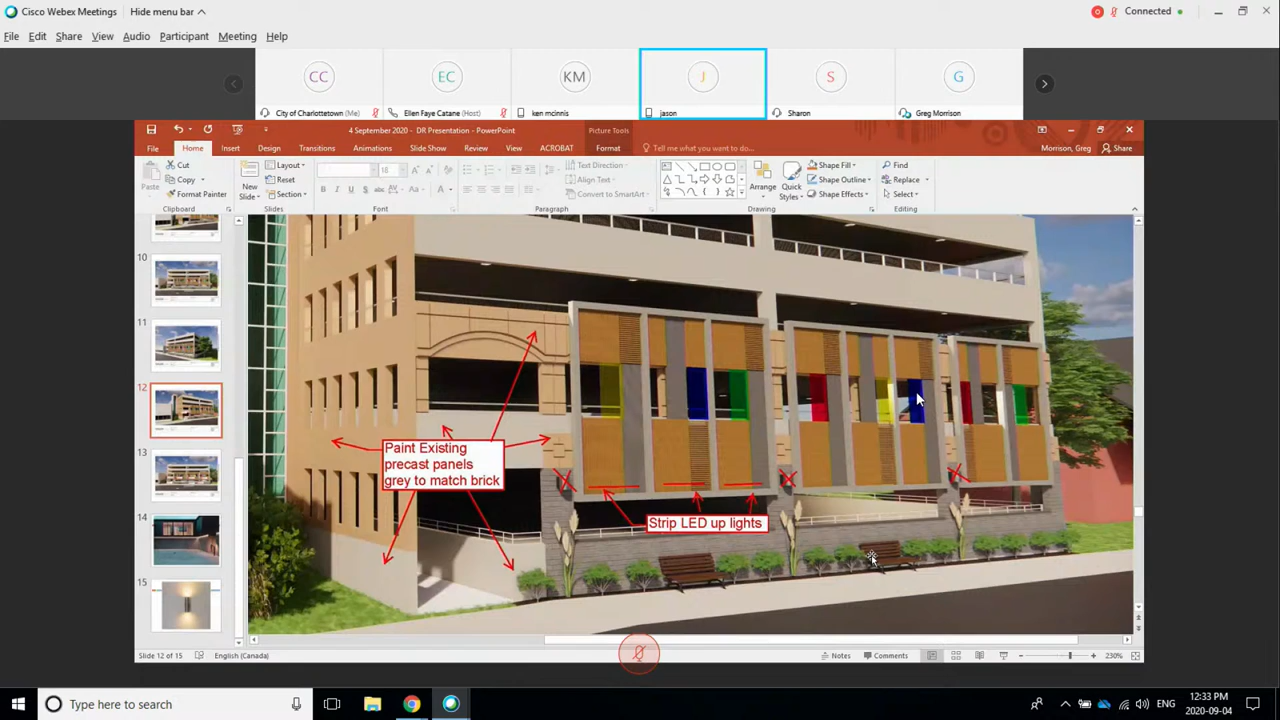 Cisco Webex Meetings
Hide menu bar
Connected
File Edit Share View Audio Participant Meeting Help
CC
EC
KM
J
S
G
City of Charlottetown (Me)
Ellen Faye Catane (Host)
ken mcinnis
jason
Sharon
Greg Morrison
4 September 2020 - DR Presentation - PowerPoint
Picture Tools
File Home Insert Design Transitions Animations Slide Show Review View ACROBAT Format
Tell me what you want to do...
Morrison, Greg
Share
Paste
Cut
Copy
Format Painter
Clipboard
New
Slide
Layout
Reset
Section
Slides
18
Font
Text Direction
Align Text
Convert to SmartArt
Paragraph
Arrange
Quick
Styles
Shape Fill
Shape Outline
Shape Effects
Drawing
Find
Replace
Select
Editing
10
11
12
13
14
15
Paint Existing
precast panels
grey to match brick
Strip LED up lights
Slide 12 of 15
English (Canada)
Notes
Comments
230%
Type here to search
ENG
12:33 PM
2020-09-04